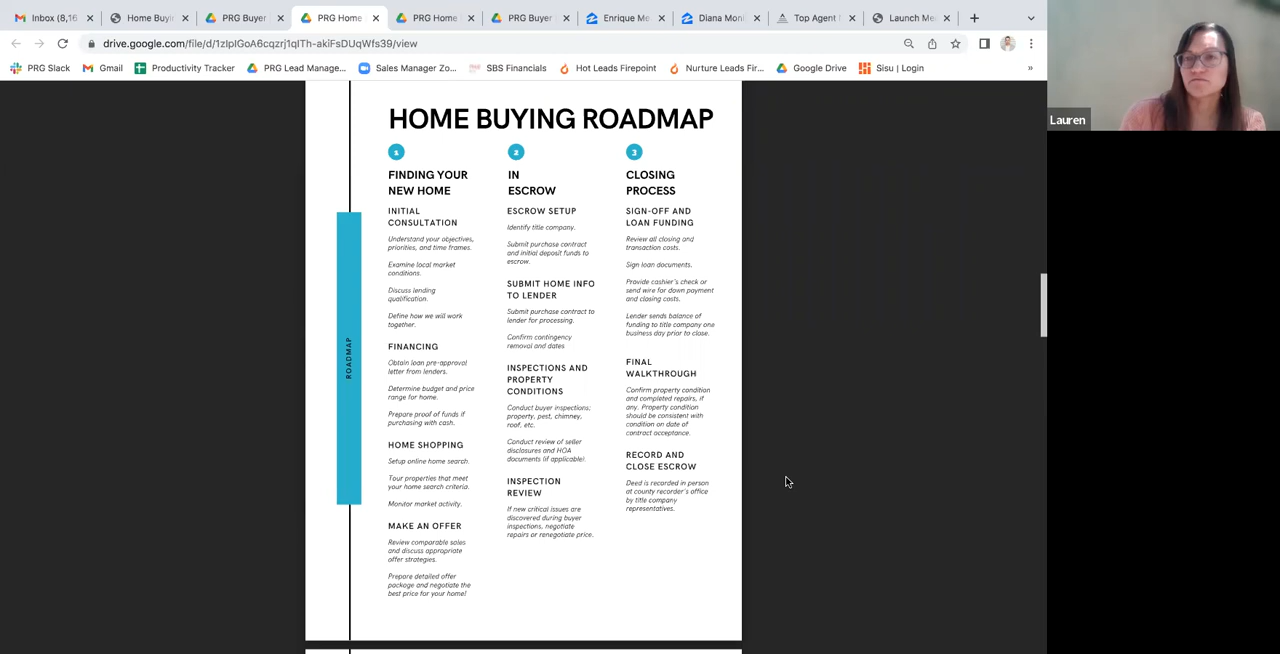 Inbox (8,16
Home Buyi
PRG Buyer
PRG Home
PRG Home
PRG Buyer
Enrique Mo
Diana Moni
Top Agent
Launch Me
drive.google.com/file/d/1zIpIGoA6cqzrj1qITh-akiFsDUqWfs39/view
PRG Slack
Gmail
Productivity Tracker
PRG Lead Manage...
Sales Manager Zo...
SBS Financials
Hot Leads Firepoint
Nurture Leads Fir...
Google Drive
Sisu | Login
»
Lauren
HOME BUYING ROADMAP
ROADMAP
1
FINDING YOUR
NEW HOME
INITIAL
CONSULTATION
Understand your objectives,
priorities, and time frames.
Examine local market
conditions.
Discuss lending
qualification.
Define how we will work
together.
FINANCING
Obtain loan pre-approval
letter from lenders.
Determine budget and price
range for home.
Prepare proof of funds if
purchasing with cash.
HOME SHOPPING
Setup online home search.
Tour properties that meet
your home search criteria.
Monitor market activity.
MAKE AN OFFER
Review comparable sales
and discuss appropriate
offer strategies.
Prepare detailed offer
package and negotiate the
best price for your home!
2
IN
ESCROW
ESCROW SETUP
Identify title company.
Submit purchase contract
and initial deposit funds to
escrow.
SUBMIT HOME INFO
TO LENDER
Submit purchase contract to
lender for processing.
Confirm contingency
removal and dates
INSPECTIONS AND
PROPERTY
CONDITIONS
Conduct buyer inspections;
property, pest, chimney,
roof, etc.
Conduct review of seller
disclosures and HOA
documents (if applicable).
INSPECTION
REVIEW
If new critical issues are
discovered during buyer
inspections, negotiate
repairs or renegotiate price.
3
CLOSING
PROCESS
SIGN-OFF AND
LOAN FUNDING
Review all closing and
transaction costs.
Sign loan documents.
Provide cashier's check or
send wire for down payment
and closing costs.
Lender sends balance of
funding to title company one
business day prior to close.
FINAL
WALKTHROUGH
Confirm property condition
and completed repairs, if
any. Property condition
should be consistent with
condition on date of
contract acceptance.
RECORD AND
CLOSE ESCROW
Deed is recorded in person
at county recorder's office
by title company
representatives.